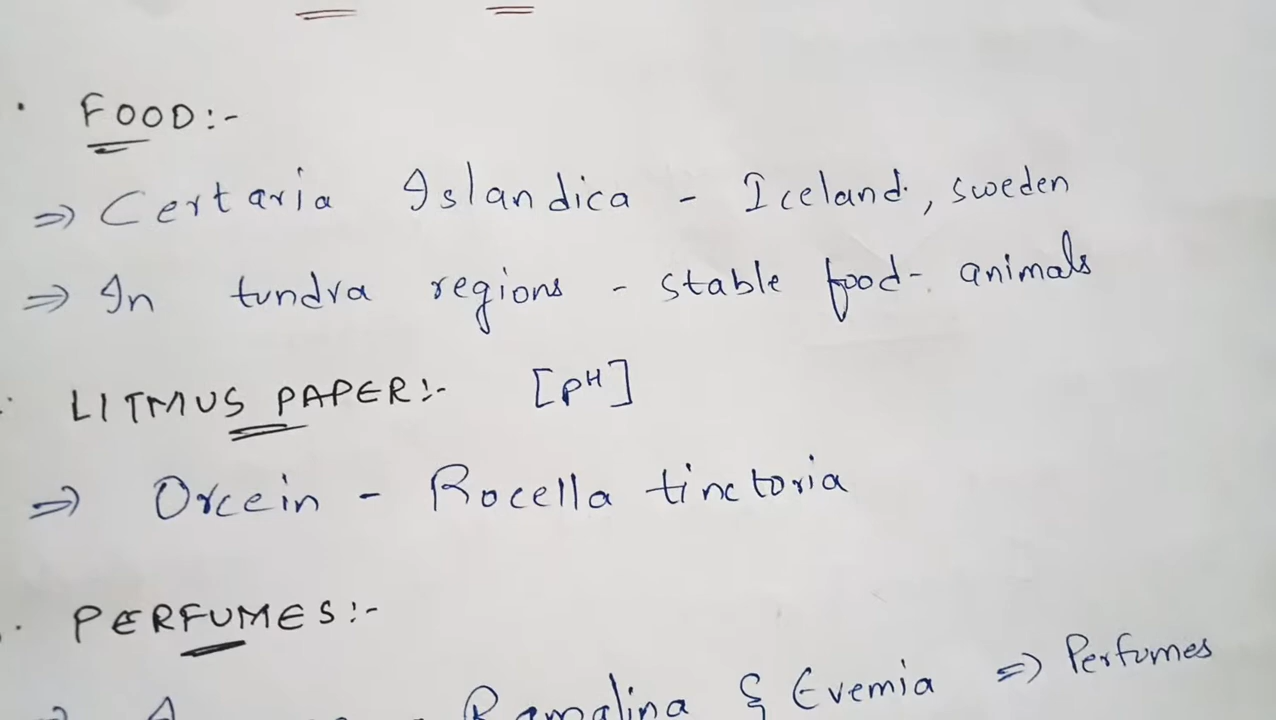 FOOD:-
⇒ Certaria Islandica - Iceland, sweden
⇒ In tundra regions - stable food - animals
LITMUS PAPER:- [pH]
⇒ Orcein - Rocella tinctoria
PERFUMES:-
Ramalina & Evemia ⇒ Perfumes